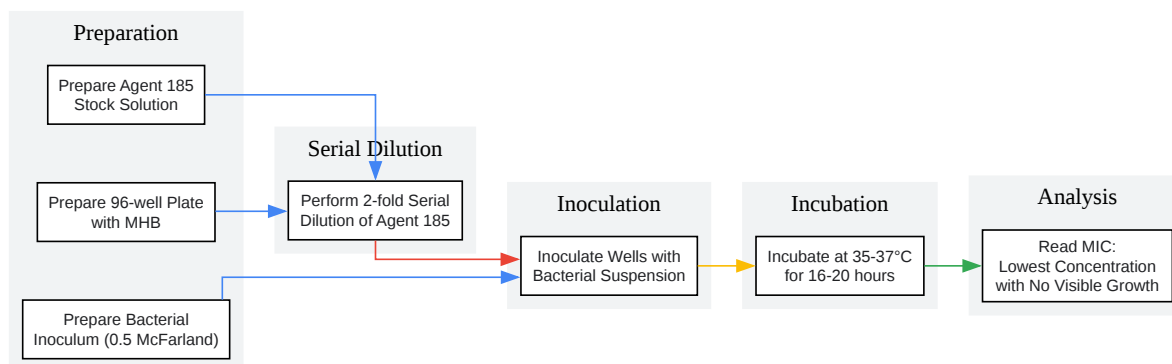 Preparation
Prepare Agent 185
Stock Solution
Prepare 96-well Plate
with MHB
Prepare Bacterial
Inoculum (0.5 McFarland)
Serial Dilution
Perform 2-fold Serial
Dilution of Agent 185
Inoculation
Inoculate Wells with
Bacterial Suspension
Incubation
Incubate at 35-37°C
for 16-20 hours
Analysis
Read MIC:
Lowest Concentration
with No Visible Growth